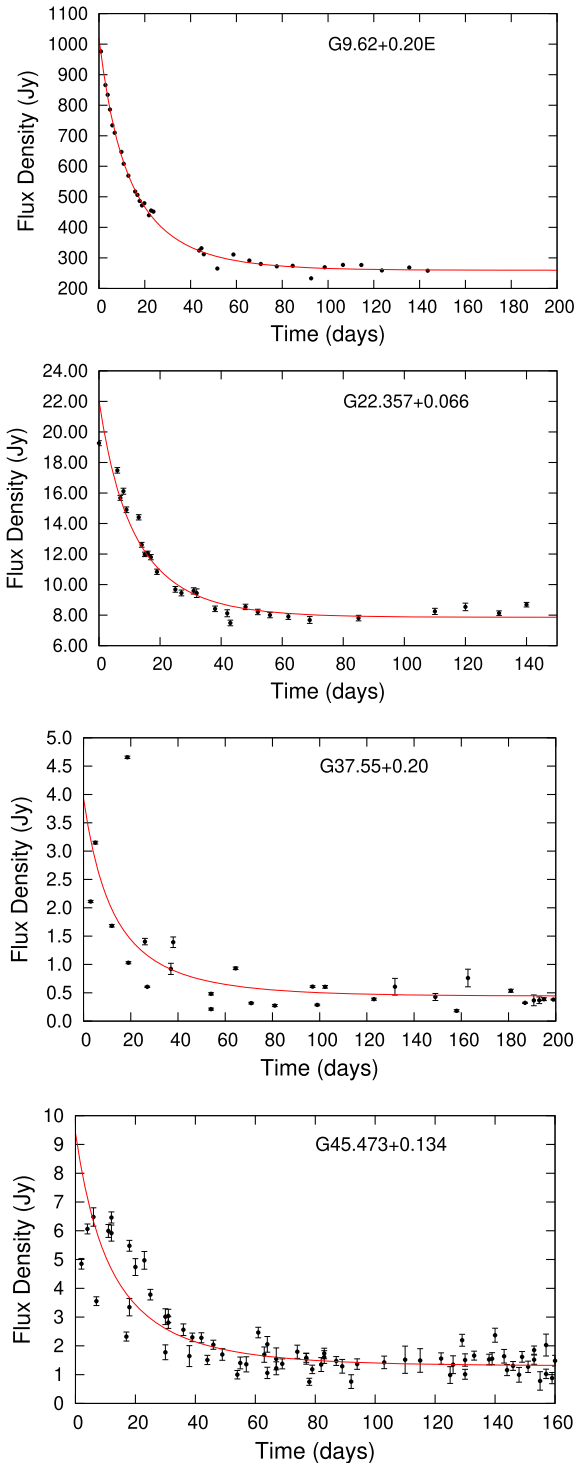 1100
1000
900
800
700
600
500
400
300
200
0 20 40 60 80 100 120 140 160 180 200
Flux Density (Jy)
Time (days)
G9.62+0.20E
24.00
22.00
20.00
18.00
16.00
14.00
12.00
10.00
8.00
6.00
0 20 40 60 80 100 120 140
Flux Density (Jy)
Time (days)
G22.357+0.066
5.0
4.5
4.0
3.5
3.0
2.5
2.0
1.5
1.0
0.5
0.0
0 20 40 60 80 100 120 140 160 180 200
Flux Density (Jy)
Time (days)
G37.55+0.20
10
9
8
7
6
5
4
3
2
1
0
0 20 40 60 80 100 120 140 160
Flux Density (Jy)
Time (days)
G45.473+0.134